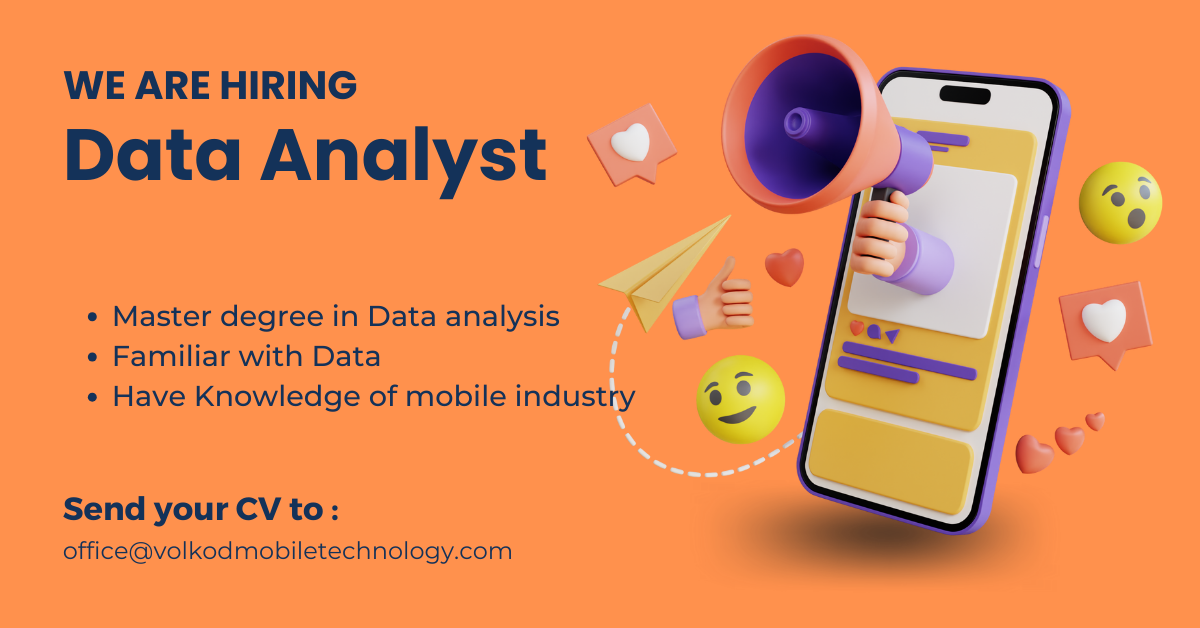 WE ARE HIRING
Data Analyst
• Master degree in Data analysis
• Familiar with Data
• Have Knowledge of mobile industry
Send your CV to :
office@volkodmobiletechnology.com